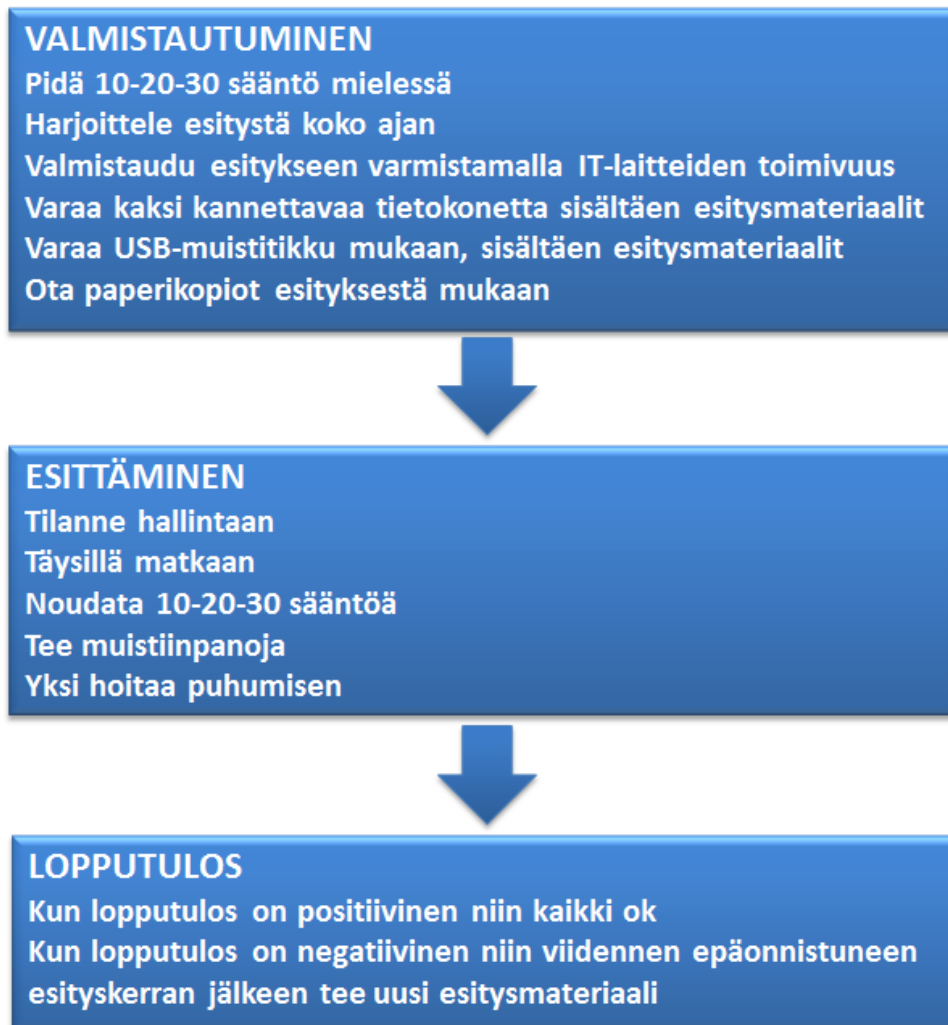 VALMISTAUTUMINEN
Pidä 10-20-30 sääntö mielessä
Harjoittele esitystä koko ajan
Valmistaudu esitykseen varmistamalla IT-laitteiden toimivuus
Varaa kaksi kannettavaa tietokonetta sisältäen esitysmateriaalit
Varaa USB-muistitikku mukaan, sisältäen esitysmateriaalit
Ota paperikopiot esityksestä mukaan
ESITTÄMINEN
Tilanne hallintaan
Täysillä matkaan
Noudata 10-20-30 sääntöä
Tee muistiinpanoja
Yksi hoitaa puhumisen
LOPPUTULOS
Kun lopputulos on positiivinen niin kaikki ok
Kun lopputulos on negatiivinen niin viidennen epäonnistuneen
esityskerran jälkeen tee uusi esitysmateriaali